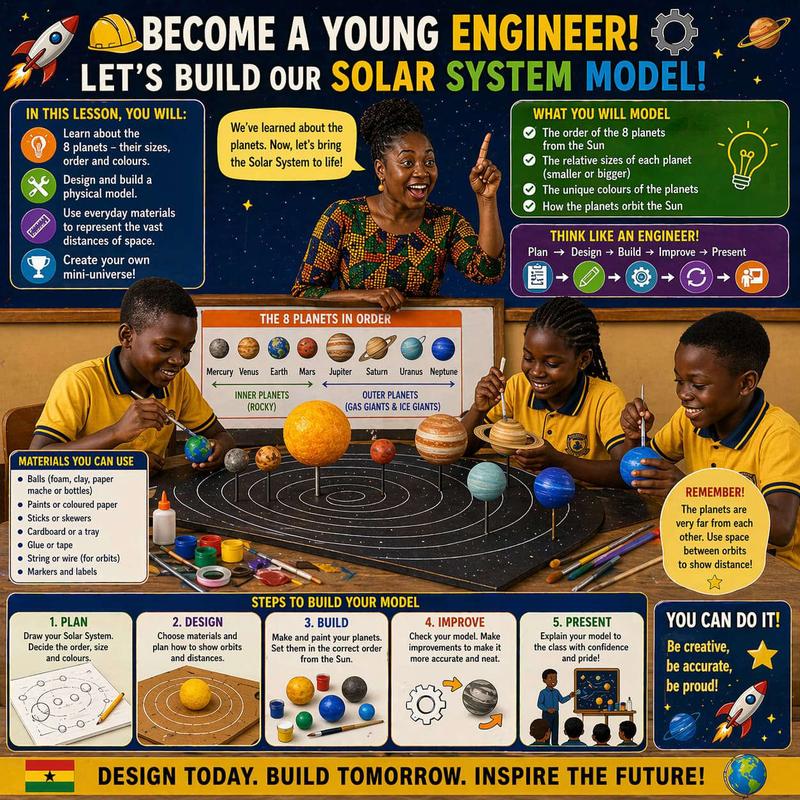 BECOME A YOUNG ENGINEER!
LET'S BUILD OUR SOLAR SYSTEM MODEL!
IN THIS LESSON, YOU WILL:
Learn about the
8 planets – their sizes,
order and colours.
Design and build a
physical model.
Use everyday materials
to represent the vast
distances of space.
Create your own
mini-universe!
We've learned about the
planets. Now, let's bring
the Solar System to life!
WHAT YOU WILL MODEL
The order of the 8 planets
from the Sun
The relative sizes of each planet
(smaller or bigger)
The unique colours of the planets
How the planets orbit the Sun
THINK LIKE AN ENGINEER!
Plan → Design → Build → Improve → Present
THE 8 PLANETS IN ORDER
Mercury Venus Earth Mars Jupiter Saturn Uranus Neptune
INNER PLANETS
(ROCKY)
OUTER PLANETS
(GAS GIANTS & ICE GIANTS)
MATERIALS YOU CAN USE
• Balls (foam, clay, paper
mache or bottles)
• Paints or coloured paper
• Sticks or skewers
• Cardboard or a tray
• Glue or tape
• String or wire (for orbits)
• Markers and labels
REMEMBER!
The planets are
very far from each
other. Use space
between orbits
to show distance!
STEPS TO BUILD YOUR MODEL
1. PLAN
Draw your Solar System.
Decide the order, size
and colours.
2. DESIGN
Choose materials and
plan how to show orbits
and distances.
3. BUILD
Make and paint your planets.
Set them in the correct order
from the Sun.
4. IMPROVE
Check your model. Make
improvements to make it
more accurate and neat.
5. PRESENT
Explain your model to
the class with confidence
and pride!
YOU CAN DO IT!
Be creative,
be accurate,
be proud!
DESIGN TODAY. BUILD TOMORROW. INSPIRE THE FUTURE!